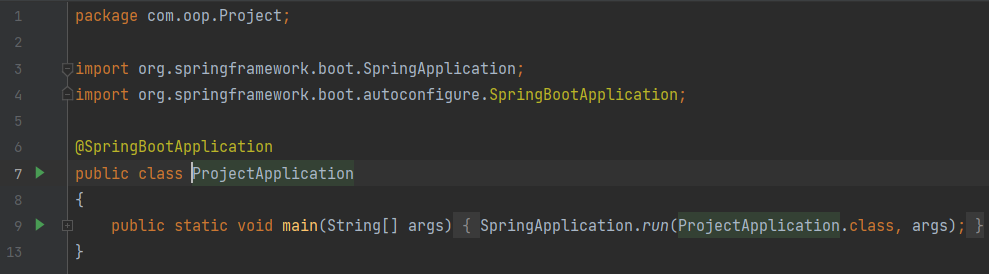 1 package com.oop.Project;
2
3 import org.springframework.boot.SpringApplication;
4 import org.springframework.boot.autoconfigure.SpringBootApplication;
5
6 @SpringBootApplication
7 public class ProjectApplication
8 {
9 public static void main(String[] args) { SpringApplication.run(ProjectApplication.class, args); }
13 }